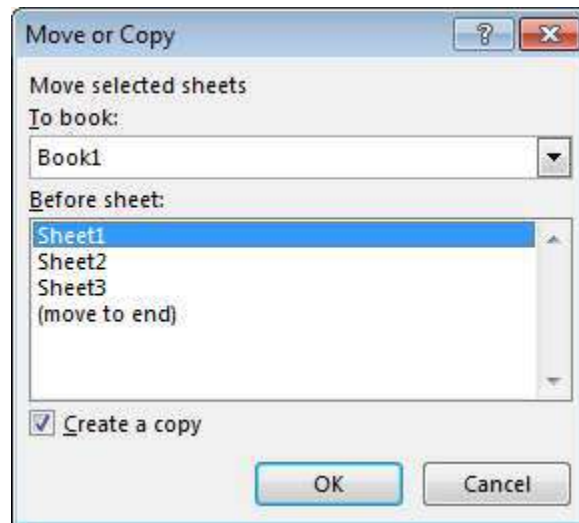 Move or Copy
Move selected sheets
To book:
Book1
Before sheet:
Sheet1
Sheet2
Sheet3
(move to end)
Create a copy
OK Cancel